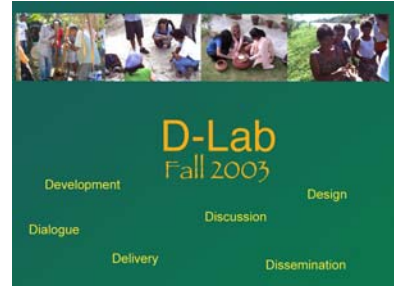 D-Lab
Fall 2003
Development
Design
Discussion
Dialogue
Delivery
Dissemination